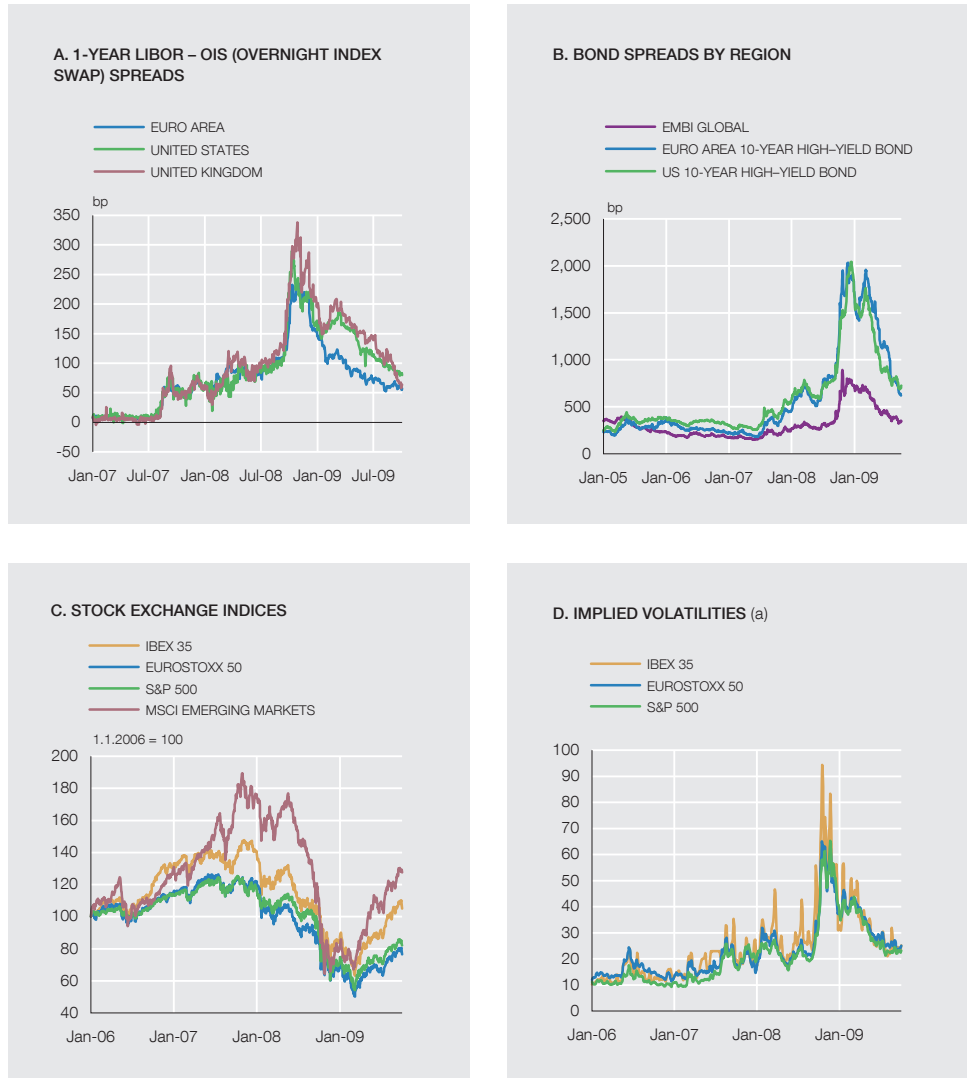 A. 1-YEAR LIBOR – OIS (OVERNIGHT INDEX
SWAP) SPREADS
EURO AREA
UNITED STATES
UNITED KINGDOM
bp
350
300
250
200
150
100
50
0
-50
Jan-07 Jul-07 Jan-08 Jul-08 Jan-09 Jul-09
B. BOND SPREADS BY REGION
EMBI GLOBAL
EURO AREA 10-YEAR HIGH–YIELD BOND
US 10-YEAR HIGH–YIELD BOND
bp
2,500
2,000
1,500
1,000
500
0
Jan-05 Jan-06 Jan-07 Jan-08 Jan-09
C. STOCK EXCHANGE INDICES
IBEX 35
EUROSTOXX 50
S&P 500
MSCI EMERGING MARKETS
1.1.2006 = 100
200
180
160
140
120
100
80
60
40
Jan-06 Jan-07 Jan-08 Jan-09
D. IMPLIED VOLATILITIES (a)
IBEX 35
EUROSTOXX 50
S&P 500
100
90
80
70
60
50
40
30
20
10
0
Jan-06 Jan-07 Jan-08 Jan-09